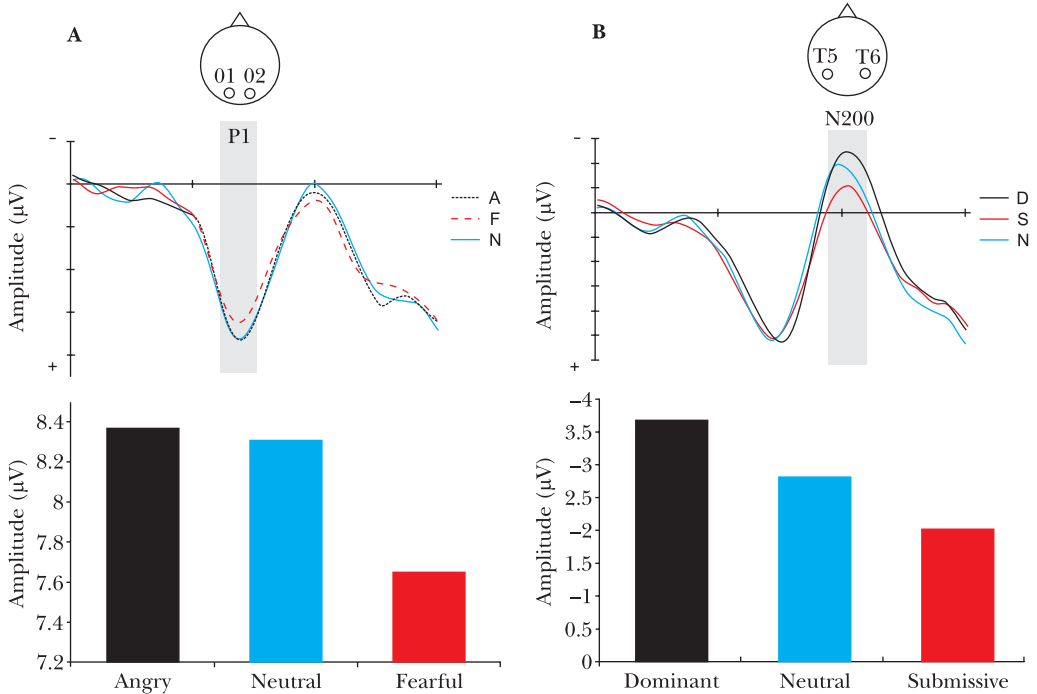 A
01 02
P1
−
Amplitude (µV)
+
A
F
N
8.4
8.2
8
7.8
7.6
7.4
7.2
Amplitude (µV)
Angry Neutral Fearful
B
T5 T6
N200
−
Amplitude (µV)
+
D
S
N
−4
3.5
−3
2.5
−2
1.5
−1
0.5
0
Amplitude (µV)
Dominant Neutral Submissive